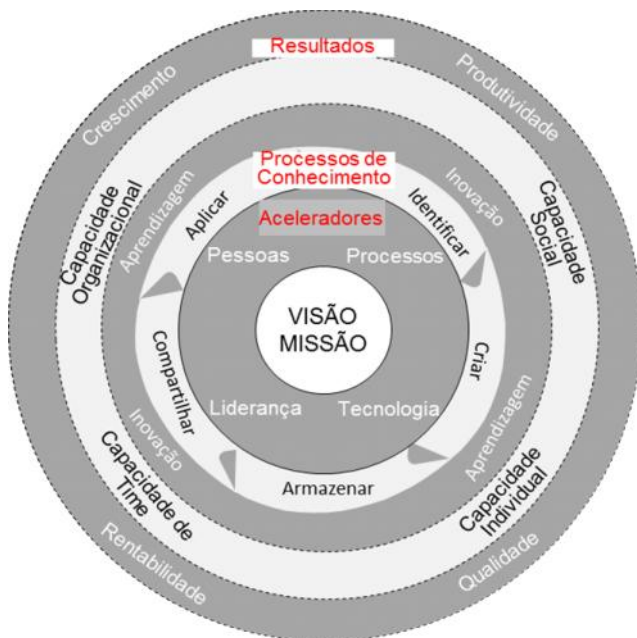 Resultados
Crescimento
Produtividade
Capacidade
Organizacional
Capacidade
Social
Aprendizagem
Inovação
Processos de
Conhecimento
Aplicar
Identificar
Aceleradores
Pessoas
Processos
VISÃO
MISSÃO
Compartilhar
Criar
Liderança
Tecnologia
Armazenar
Inovação
Aprendizagem
Capacidade de
Time
Capacidade
Individual
Rentabilidade
Qualidade